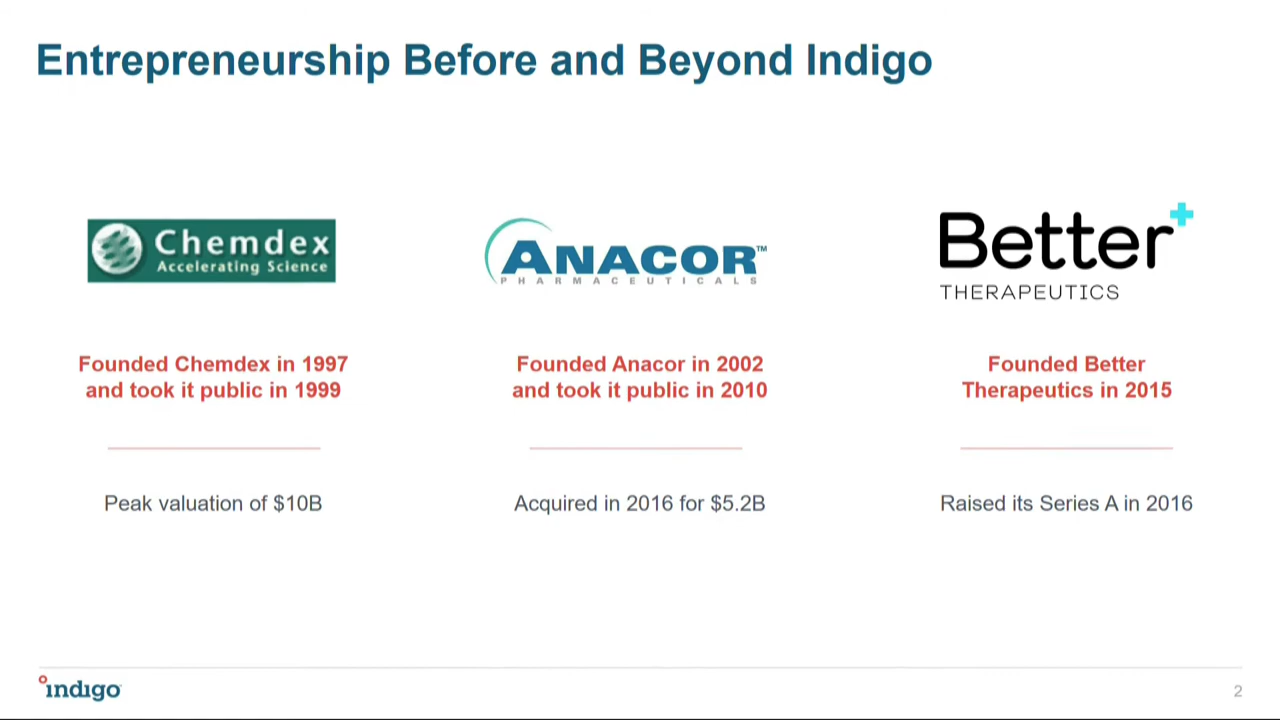 Entrepreneurship Before and Beyond Indigo
Chemdex
Accelerating Science
ANACOR™
PHARMACEUTICALS
Better
THERAPEUTICS
Founded Chemdex in 1997
and took it public in 1999
Founded Anacor in 2002
and took it public in 2010
Founded Better
Therapeutics in 2015
Peak valuation of $10B
Acquired in 2016 for $5.2B
Raised its Series A in 2016
indigo
2